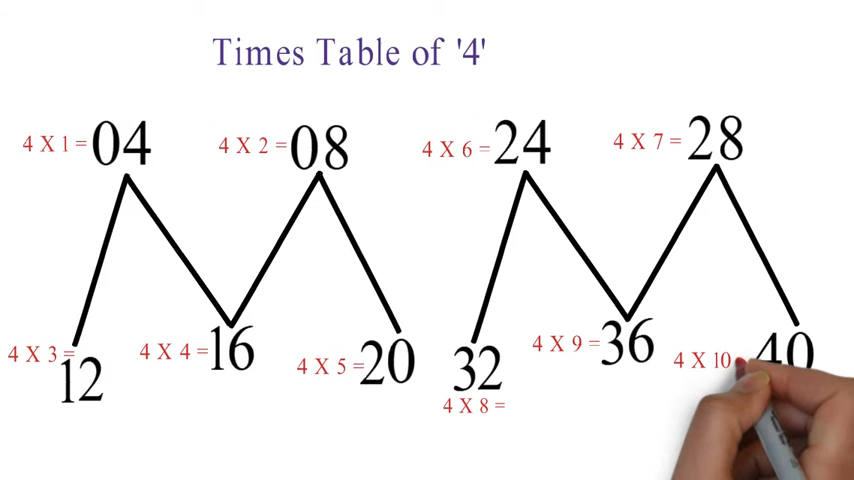 Times Table of '4'
4 X 1 = 04
4 X 2 = 08
4 X 6 = 24
4 X 7 = 28
4 X 3 = 12
4 X 4 = 16
4 X 5 = 20
32
4 X 8 =
4 X 9 = 36
4 X 10 40